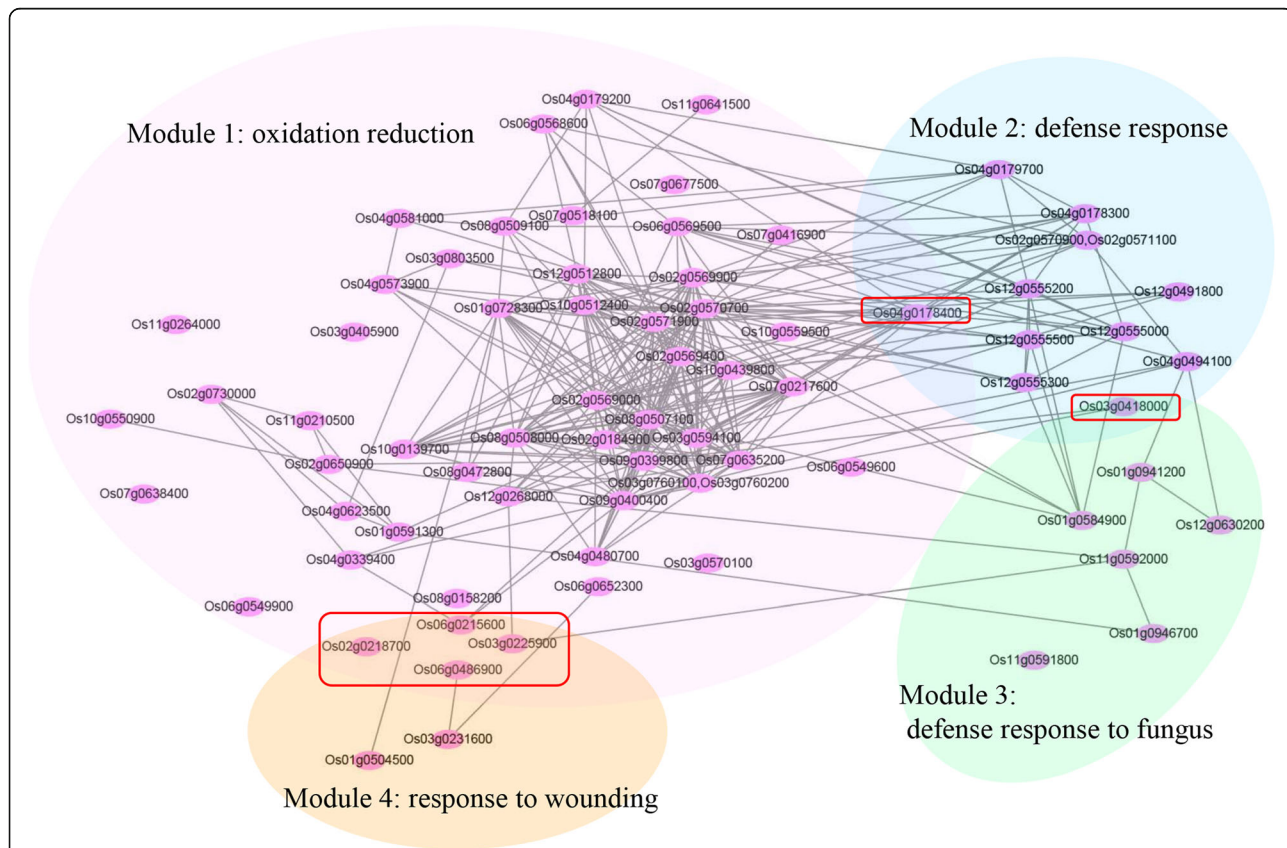 Os04g0179200
Os11g0641500
Module 1: oxidation reduction
Os06g0568600
Module 2: defense response
Os04g0179700
Os07g0677500
Os04g0581000
Os07g0518100
Os08g0509100
Os06g0569500
Os07g0416900
Os04g0178300
Os02g0570900,Os02g0571100
Os03g0803500
Os04g0573900
Os12g0512800
Os02g0569900
Os12g0555200
Os12g0491800
Os01g0728300
Os10g0512400
Os02g0570700
Os04g0178400
Os11g0264000
Os03g0405900
Os02g0571900
Os10g0559500
Os12g0555500
Os12g0555000
Os02g0569400
Os10g0439800
Os04g0494100
Os07g0217600
Os12g0555300
Os02g0730000
Os02g0569000
Os03g0418000
Os10g0550900
Os11g0210500
Os08g0507100
Os10g0139700
Os08g0508000
Os02g0184900
Os03g0594100
Os02g0650900
Os08g0472800
Os09g0399800
Os07g0635200
Os06g0549600
Os01g0941200
Os03g0760100,Os03g0760200
Os07g0638400
Os12g0268000
Os09g0400400
Os04g0623500
Os01g0591300
Os01g0584900
Os12g0630200
Os04g0339400
Os04g0480700
Os03g0570100
Os11g0592000
Os06g0652300
Os06g0549900
Os08g0158200
Os06g0215600
Os02g0218700
Os03g0225900
Os01g0946700
Os06g0486900
Os11g0591800
Module 3:
defense response to fungus
Os03g0231600
Os01g0504500
Module 4: response to wounding